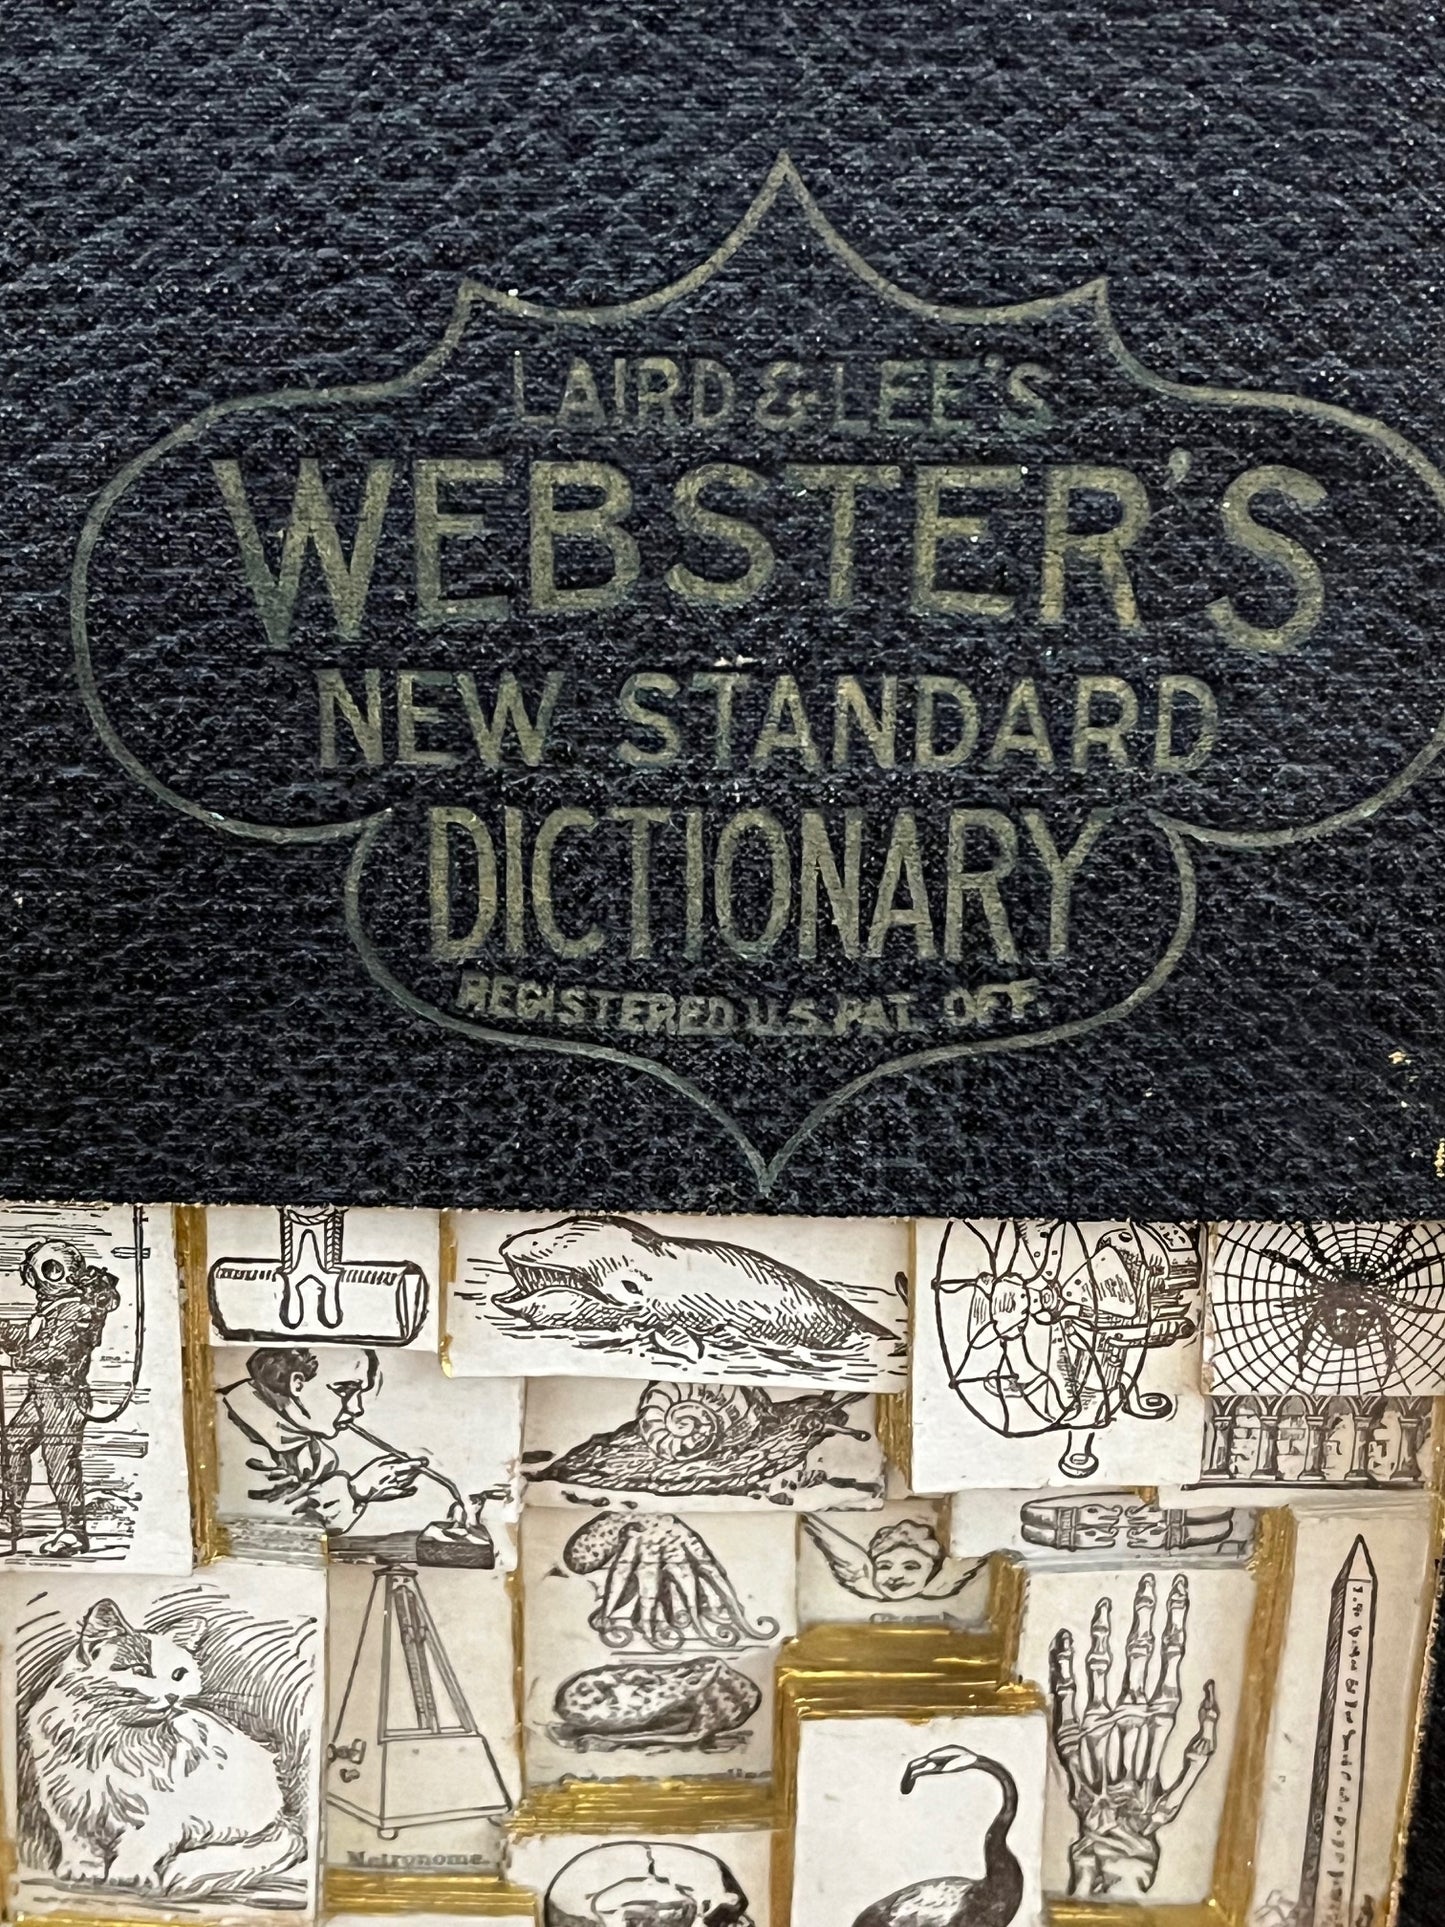 LAIRD & LEE'S
WEBSTER'S
NEW STANDARD
DICTIONARY
REGISTERED U.S. PAT. OFF.
Metronome.